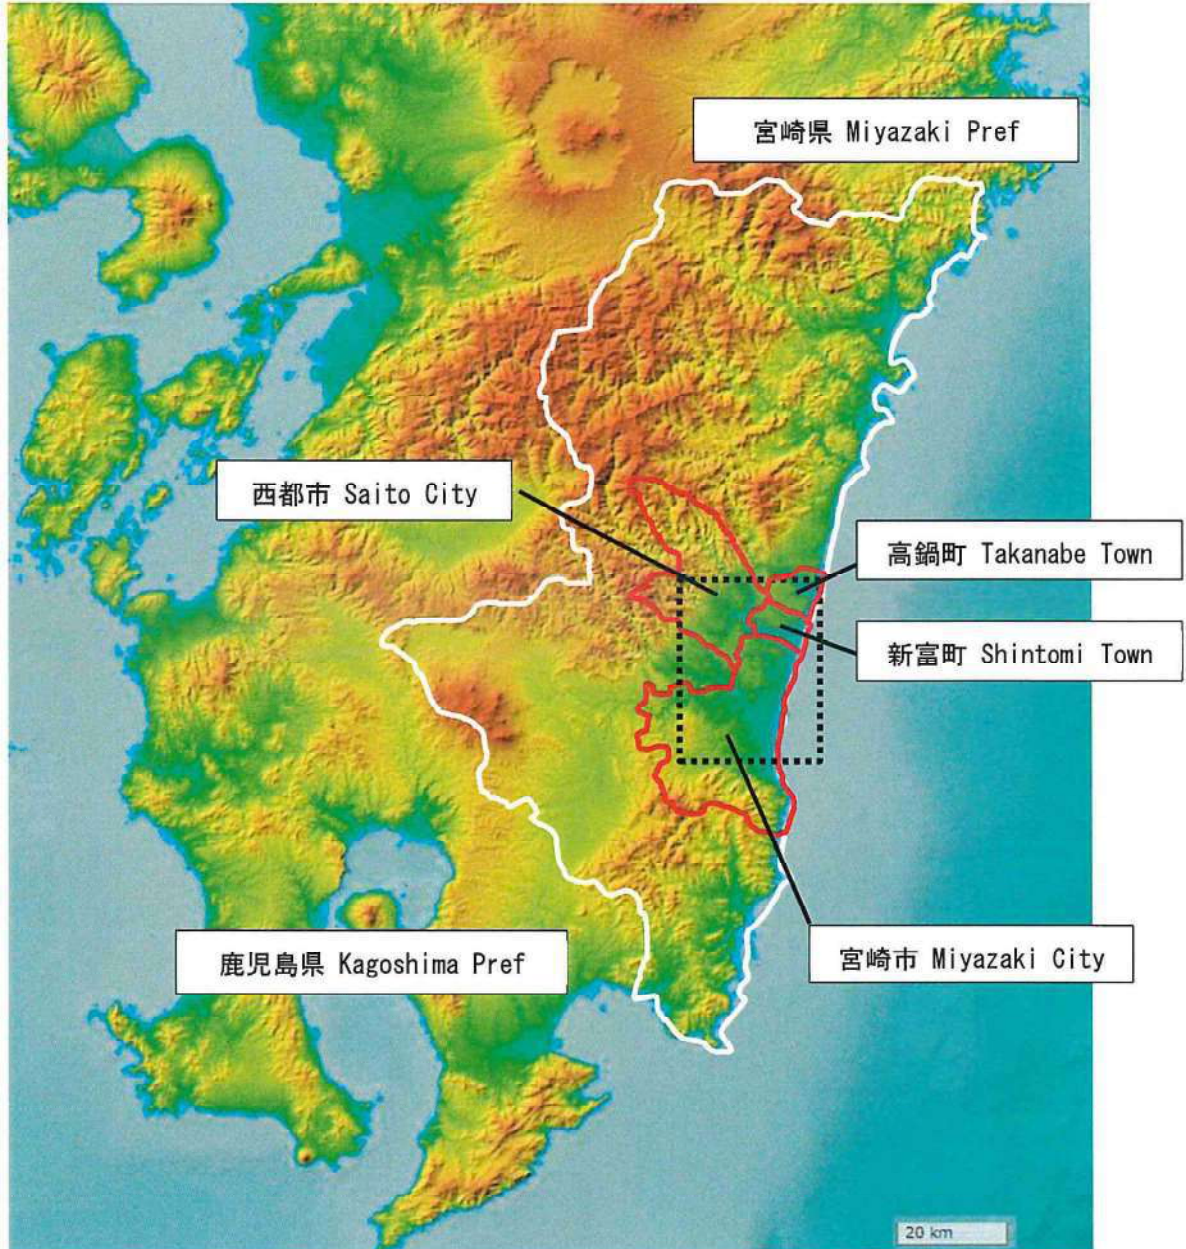 宮崎県 Miyazaki Pref
西都市 Saito City
高鍋町 Takanabe Town
新富町 Shintomi Town
鹿児島県 Kagoshima Pref
宮崎市 Miyazaki City
20 km